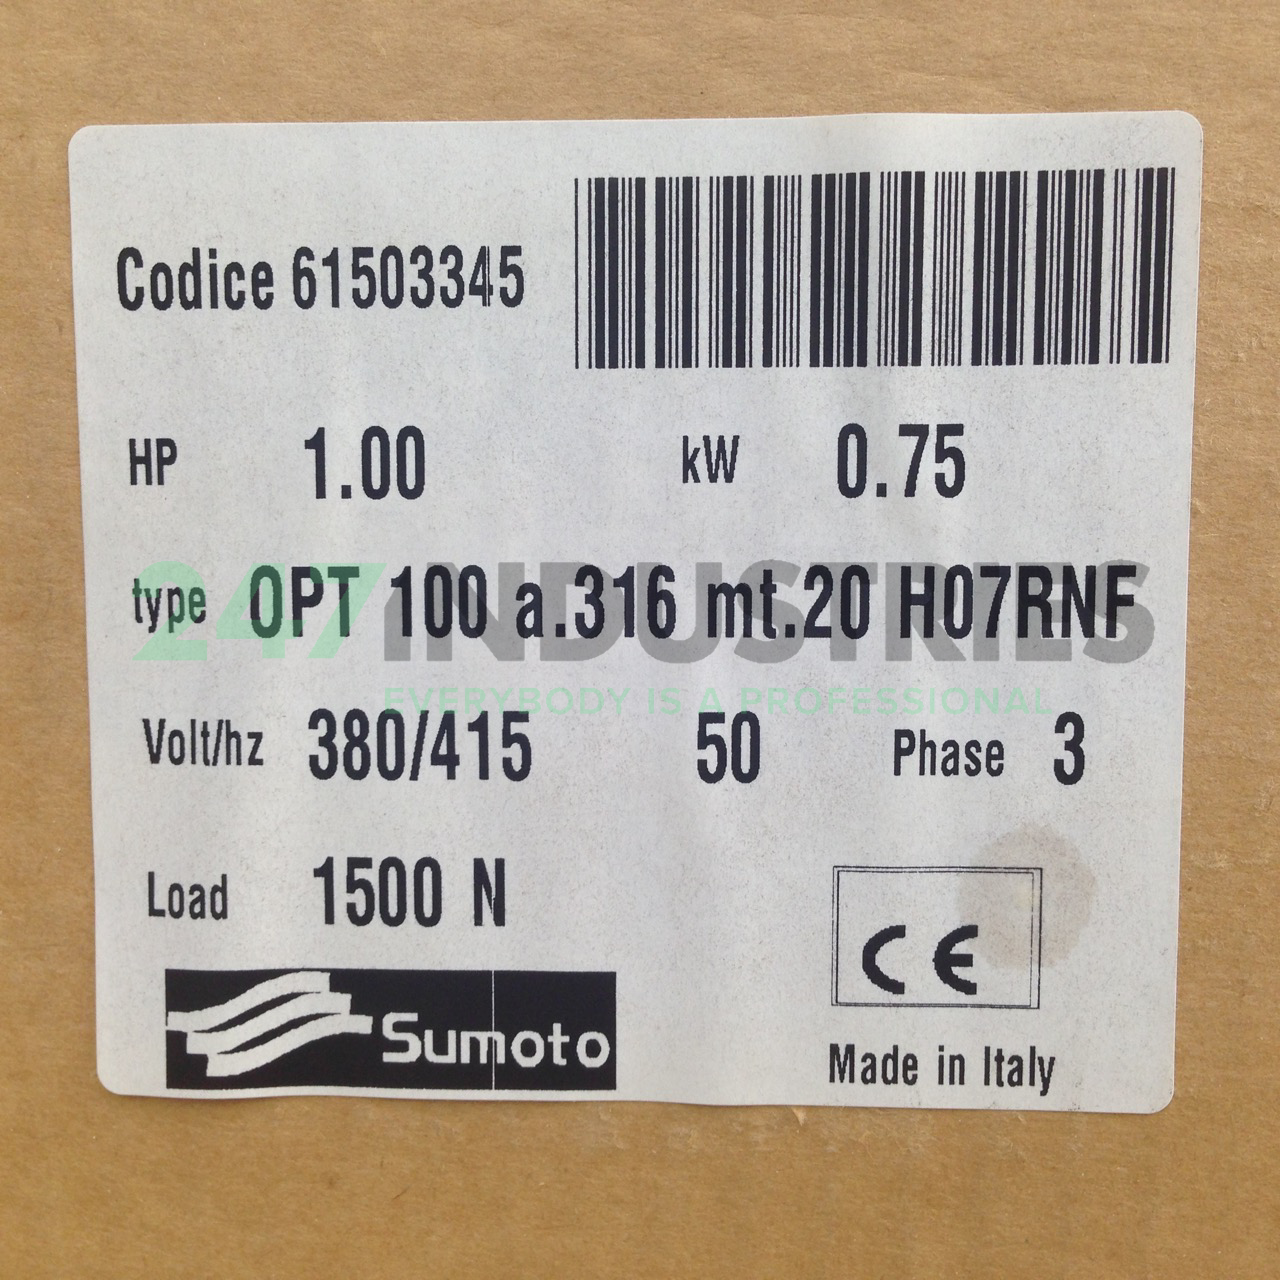 Codice 61503345
HP 1.00 kW 0.75
type OPT 100 a.316 mt.20 H07RNF
247 INDUSTRIES
EVERYBODY IS A PROFESSIONAL
Volt/hz 380/415 50 Phase 3
Load 1500 N
CE
Sumoto
Made in Italy